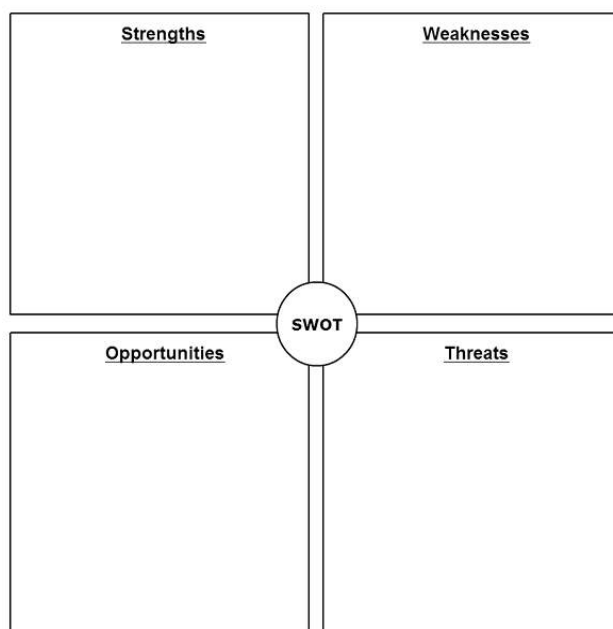 Strengths
Weaknesses
SWOT
Opportunities
Threats